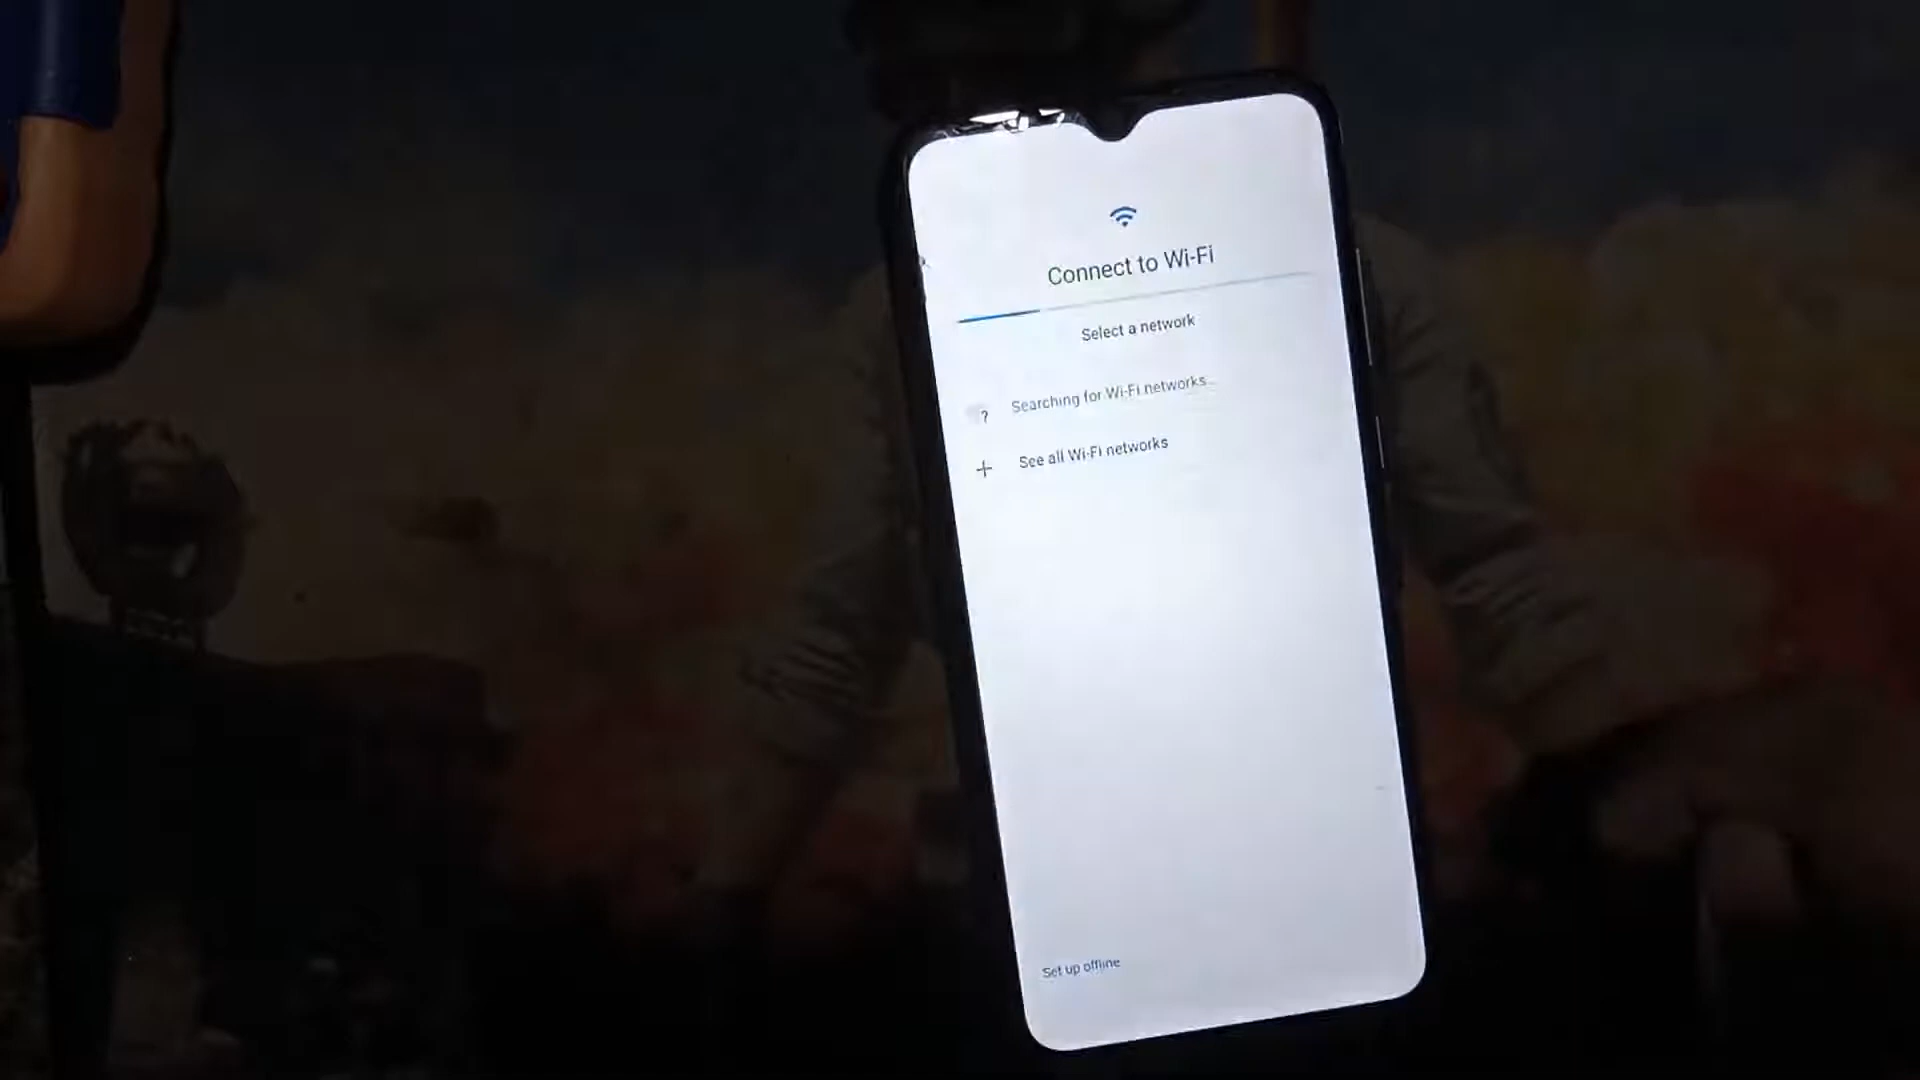 Connect to Wi-Fi
Select a network
Searching for Wi-Fi networks...
See all Wi-Fi networks
Set up offline